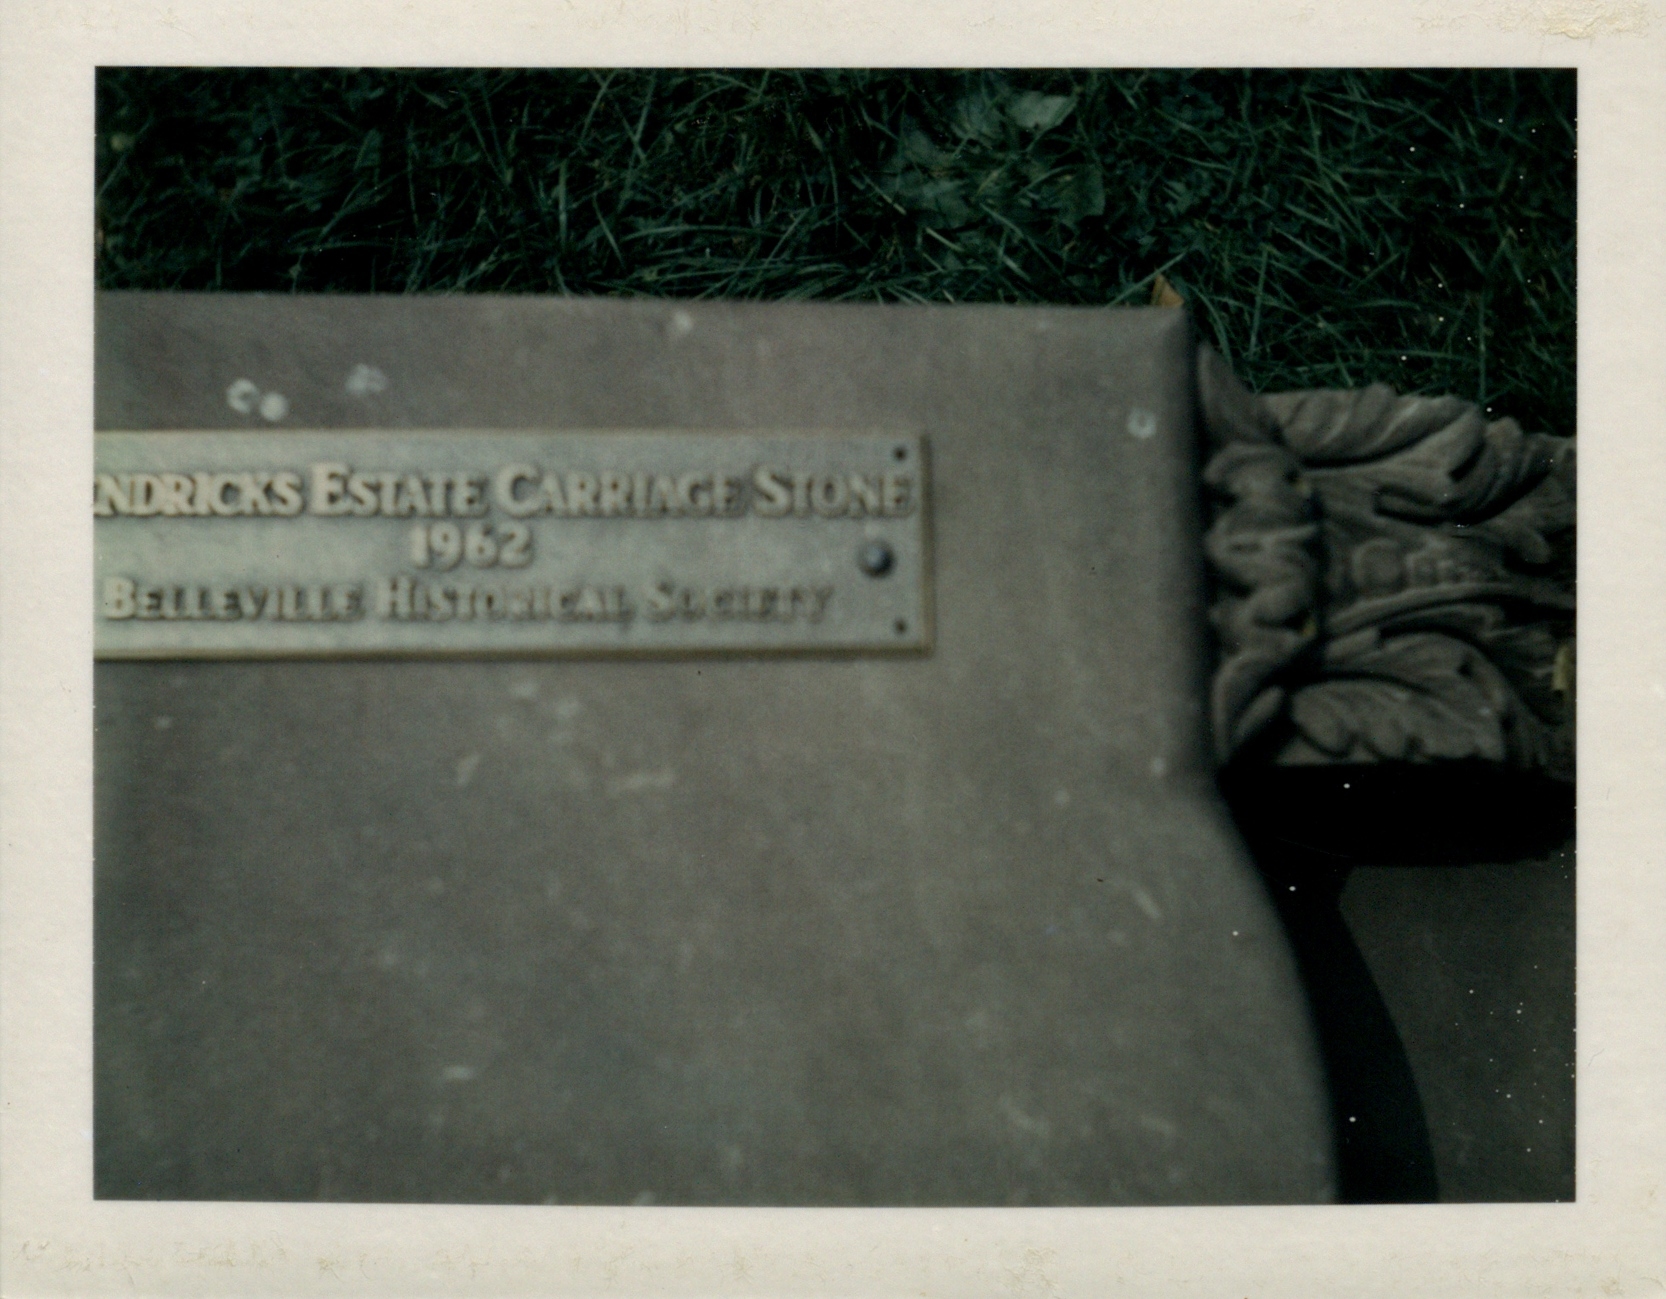 NDRICKS ESTATE CARRIAGE STONE
1962
BELLEVILLE HISTORICAL SOCIETY